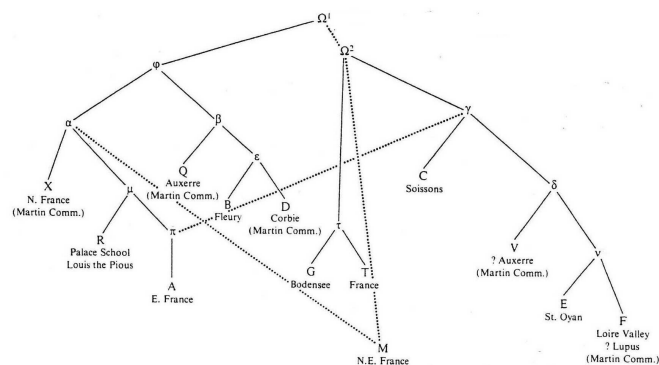 Ω¹
Ω²
φ
γ
α
β
ε
Q
Auxerre
(Martin Comm.)
C
Soissons
X
N. France
(Martin Comm.)
μ
B
Fleury
D
Corbie
(Martin Comm.)
δ
R
Palace School
Louis the Pious
π
τ
V
? Auxerre
(Martin Comm.)
ν
A
E. France
G
Bodensee
T
France
E
St. Oyan
F
Loire Valley
? Lupus
(Martin Comm.)
M
N.E. France